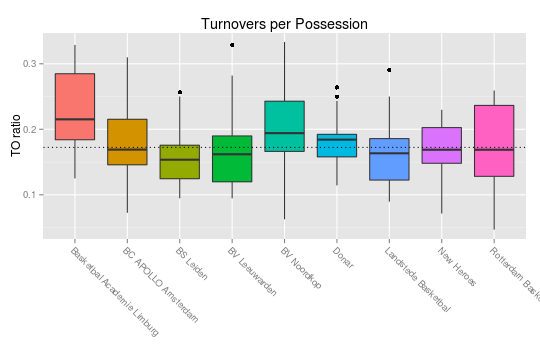 Turnovers per Possession
TO ratio
0.3
0.2
0.1
Basketbal Academie Limburg
BC APOLLO Amsterdam
BS Leiden
BV Leeuwarden
BV Noordkop
Donar
Landstede Basketbal
New Heroes
Rotterdam